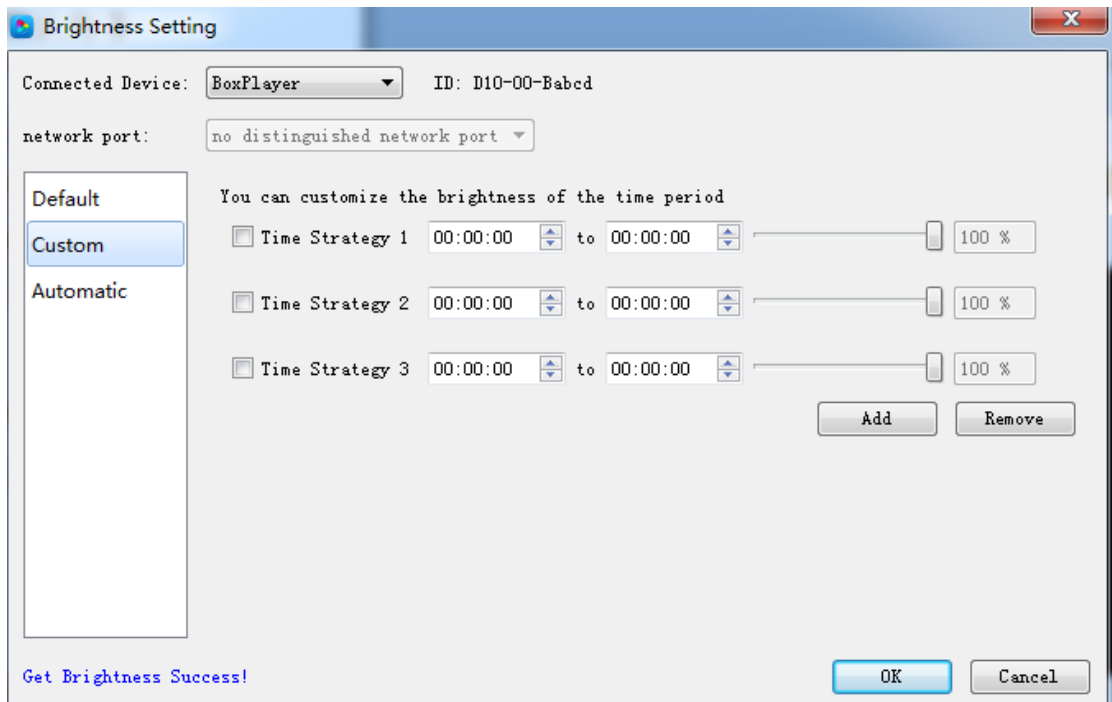 Brightness Setting
Connected Device: BoxPlayer ID: D10-00-Babcd
network port: no distinguished network port
Default
Custom
Automatic
You can customize the brightness of the time period
Time Strategy 1 00:00:00 to 00:00:00 100 %
Time Strategy 2 00:00:00 to 00:00:00 100 %
Time Strategy 3 00:00:00 to 00:00:00 100 %
Add Remove
Get Brightness Success!
OK Cancel